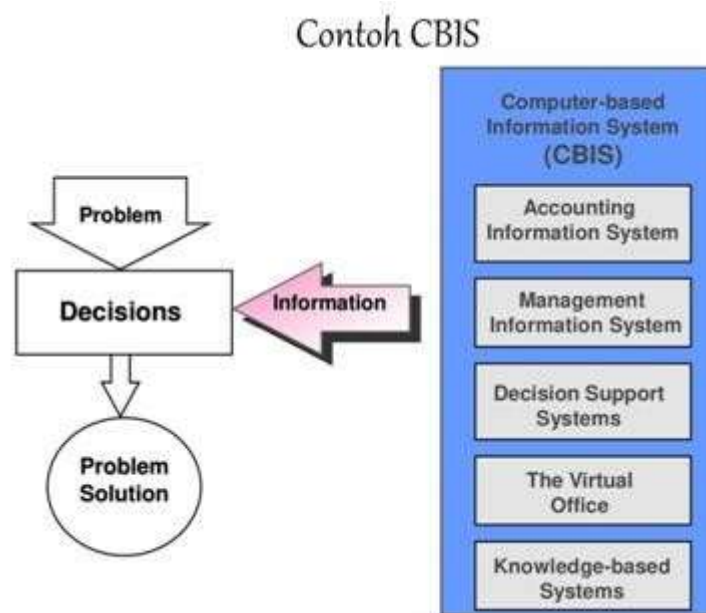 Contoh CBIS
Problem
Decisions
Problem
Solution
Information
Computer-based
Information System
(CBIS)
Accounting
Information System
Management
Information System
Decision Support
Systems
The Virtual
Office
Knowledge-based
Systems